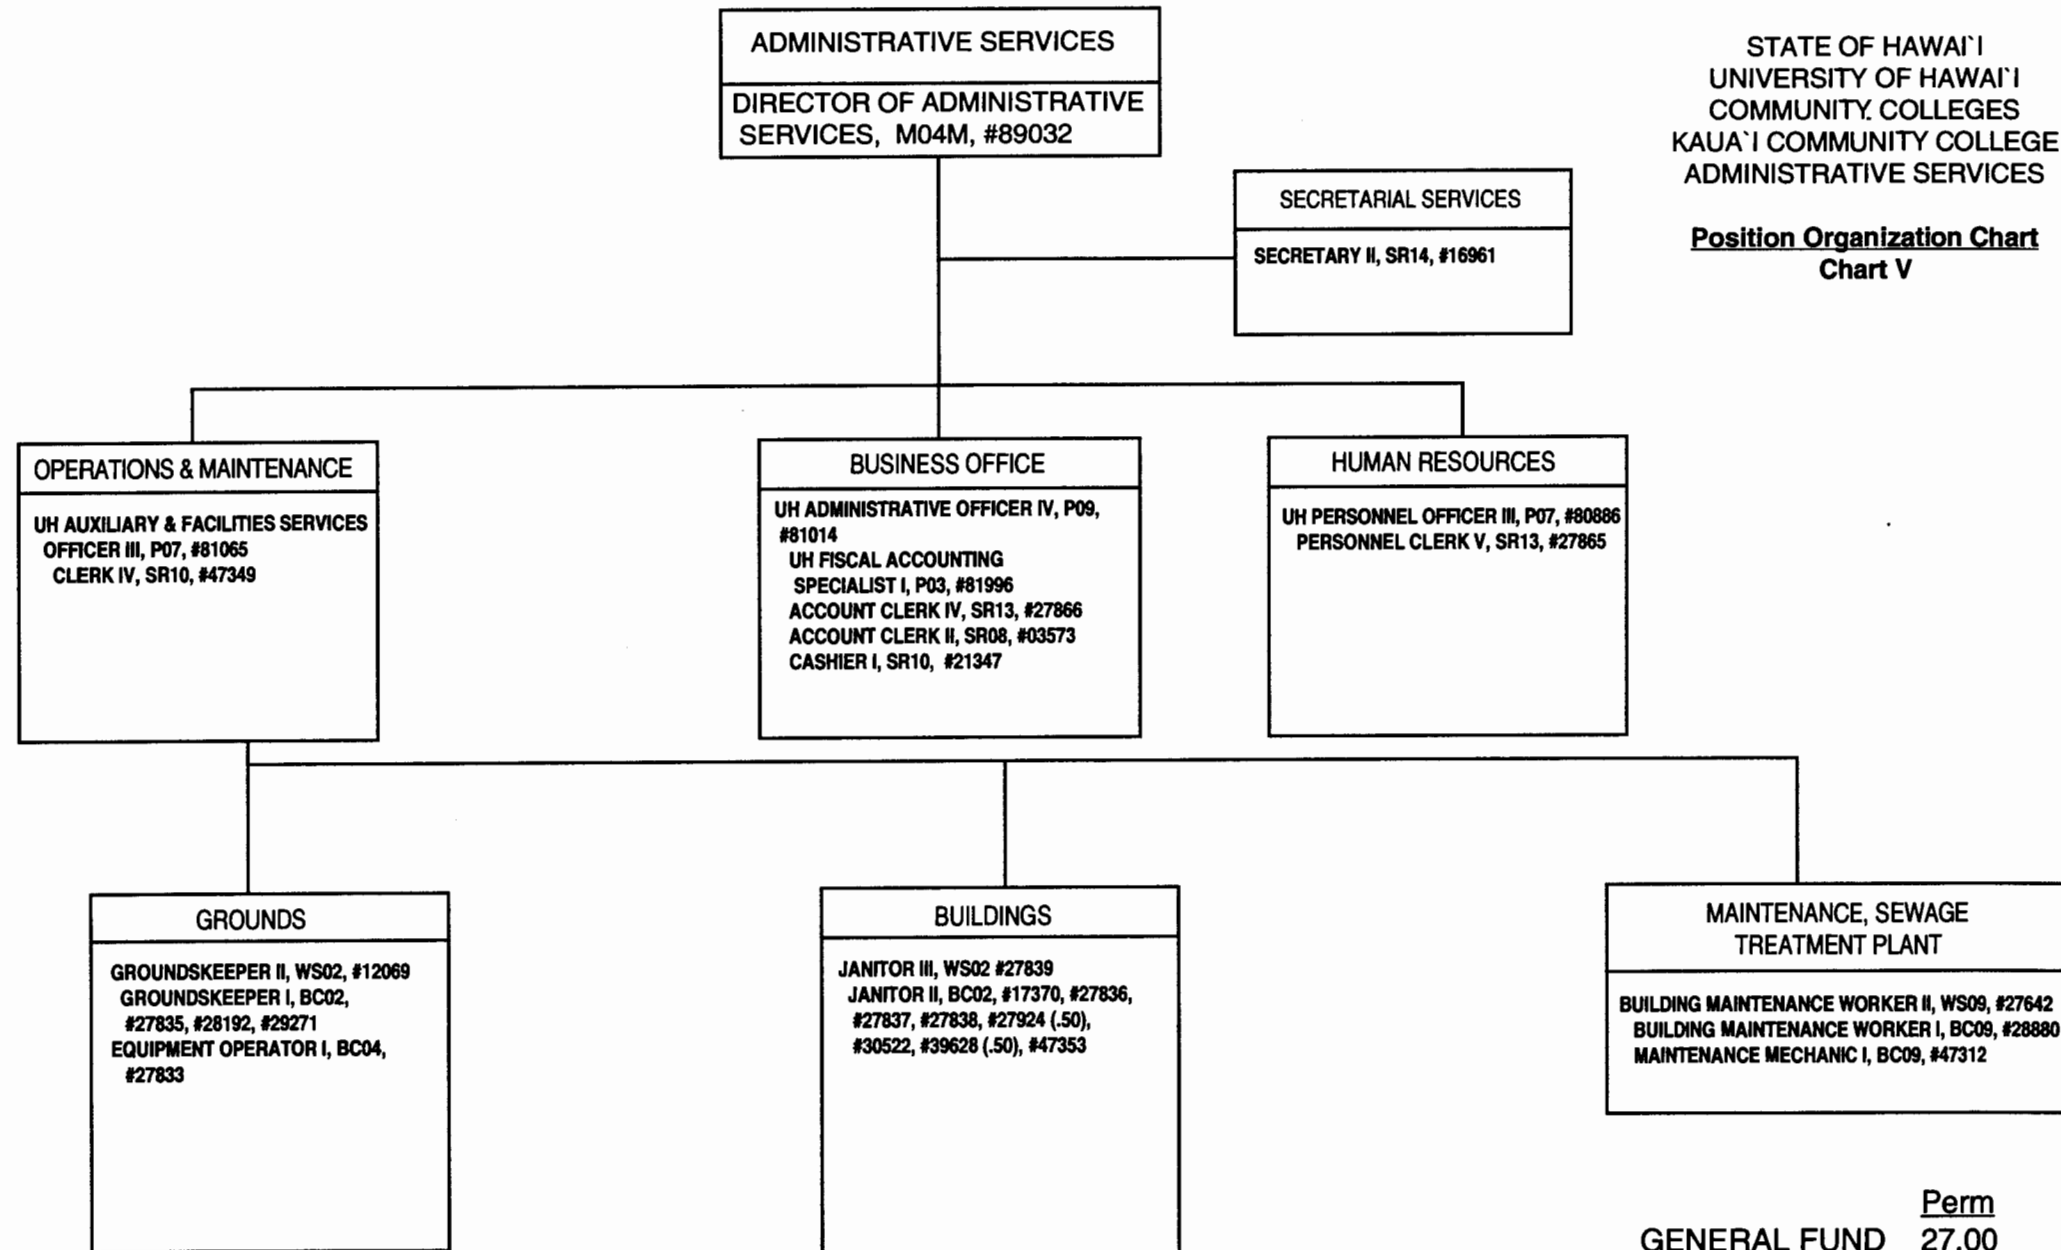 ADMINISTRATIVE SERVICES
DIRECTOR OF ADMINISTRATIVE
SERVICES, M04M, #89032
STATE OF HAWAI`I
UNIVERSITY OF HAWAI`I
COMMUNITY. COLLEGES
KAUA`I COMMUNITY COLLEGE
ADMINISTRATIVE SERVICES
Position Organization Chart
Chart V
SECRETARIAL SERVICES
SECRETARY II, SR14, #16961
OPERATIONS & MAINTENANCE
UH AUXILIARY & FACILITIES SERVICES
OFFICER III, P07, #81065
CLERK IV, SR10, #47349
BUSINESS OFFICE
UH ADMINISTRATIVE OFFICER IV, P09,
#81014
UH FISCAL ACCOUNTING
SPECIALIST I, P03, #81996
ACCOUNT CLERK IV, SR13, #27866
ACCOUNT CLERK II, SR08, #03573
CASHIER I, SR10, #21347
HUMAN RESOURCES
UH PERSONNEL OFFICER III, P07, #80886
PERSONNEL CLERK V, SR13, #27865
GROUNDS
GROUNDSKEEPER II, WS02, #12069
GROUNDSKEEPER I, BC02,
#27835, #28192, #29271
EQUIPMENT OPERATOR I, BC04,
#27833
BUILDINGS
JANITOR III, WS02 #27839
JANITOR II, BC02, #17370, #27836,
#27837, #27838, #27924 (.50),
#30522, #39628 (.50), #47353
MAINTENANCE, SEWAGE
TREATMENT PLANT
BUILDING MAINTENANCE WORKER II, WS09, #27642
BUILDING MAINTENANCE WORKER I, BC09, #28880
MAINTENANCE MECHANIC I, BC09, #47312
Perm
GENERAL FUND 27.00